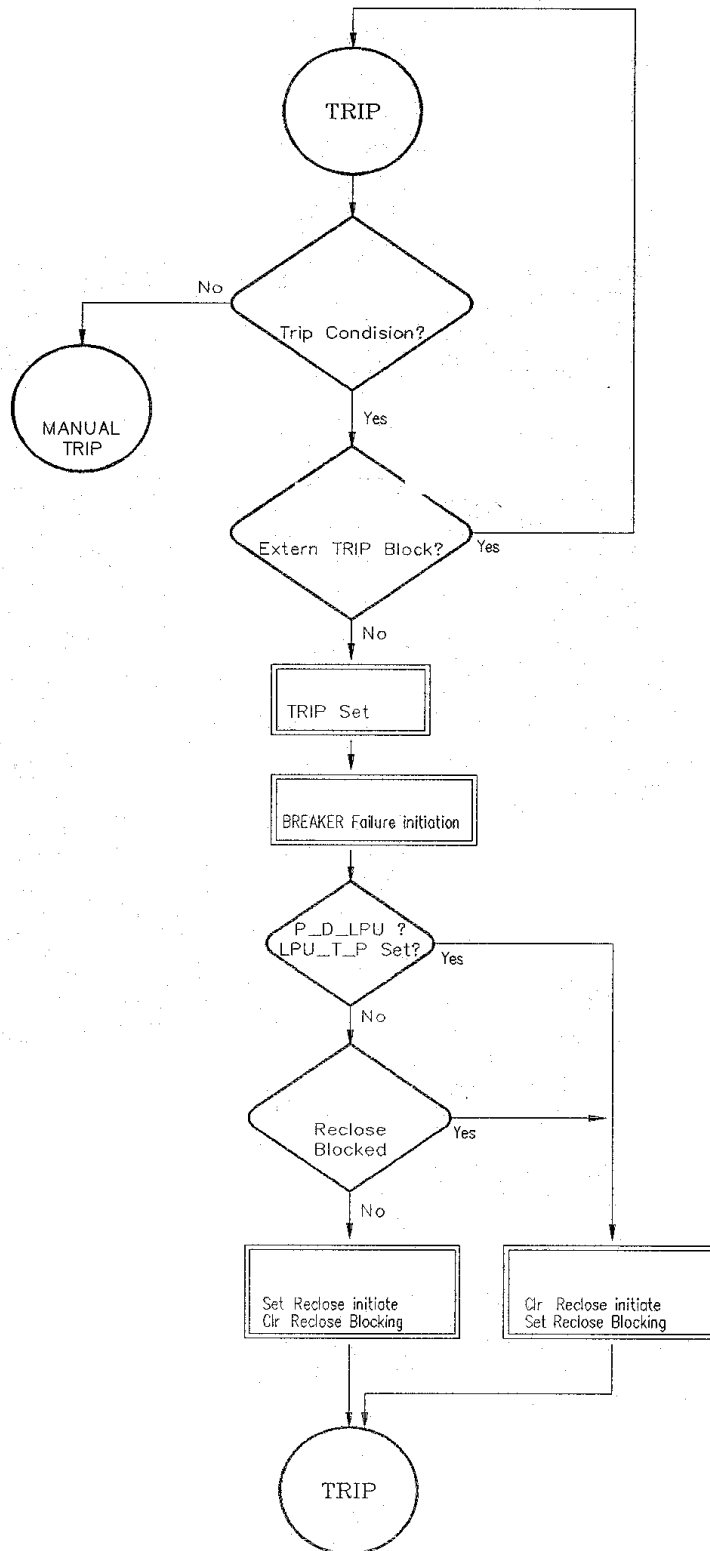 TRIP
No
Trip Condision?
MANUAL
TRIP
Yes
Extern TRIP Block?
Yes
No
TRIP Set
BREAKER Failure initiation
P_D_LPU ?
LPU_T_P Set?
Yes
No
Reclose
Blocked
Yes
No
Set Reclose initiate
Clr Reclose Blocking
Clr Reclose initiate
Set Reclose Blocking
TRIP